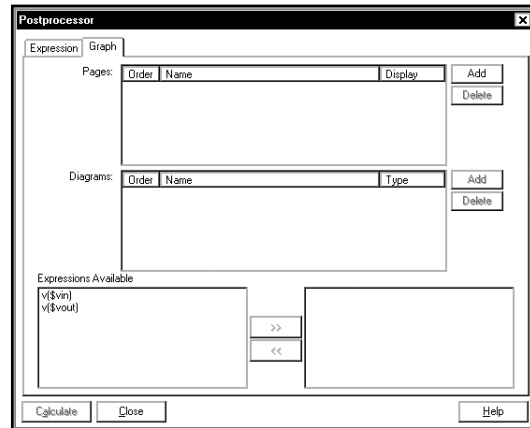 Postprocessor
Expression Graph
Pages: Order Name Display Add
Delete
Diagrams: Order Name Type Add
Delete
Expressions Available
v($vin)
v($vout)
>>
<<
Calculate Close Help